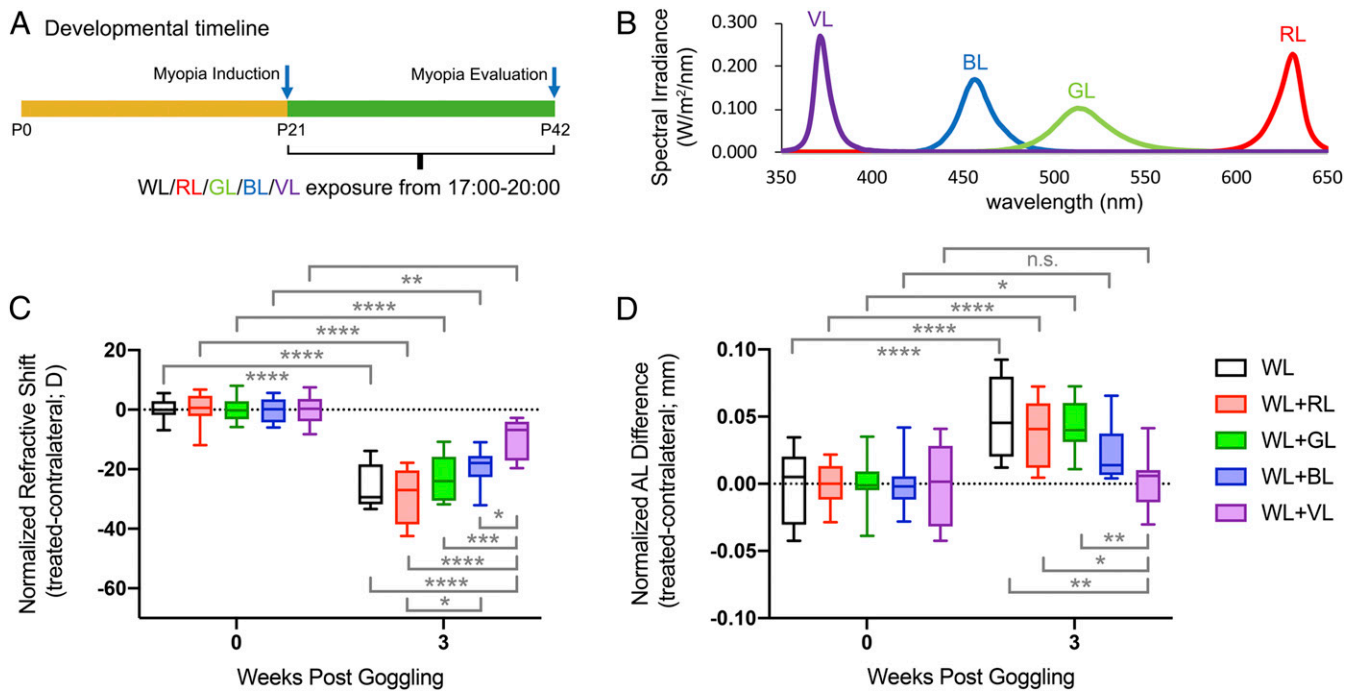 A Developmental timeline
Myopia Induction
Myopia Evaluation
P0
P21
P42
WL/RL/GL/BL/VL exposure from 17:00-20:00
B
Spectral Irradiance
(W/m²/nm)
0.300
0.200
0.100
0.000
VL
BL
GL
RL
350 400 450 500 550 600 650
wavelength (nm)
C
Normalized Refractive Shift
(treated-contralateral; D)
20
0
-20
-40
-60
**
****
****
****
****
*
***
****
****
*
0
3
Weeks Post Goggling
D
Normalized AL Difference
(treated-contralateral, mm)
0.10
0.05
0.00
-0.05
-0.10
n.s.
*
****
****
****
**
*
**
0
3
Weeks Post Goggling
WL
WL+RL
WL+GL
WL+BL
WL+VL